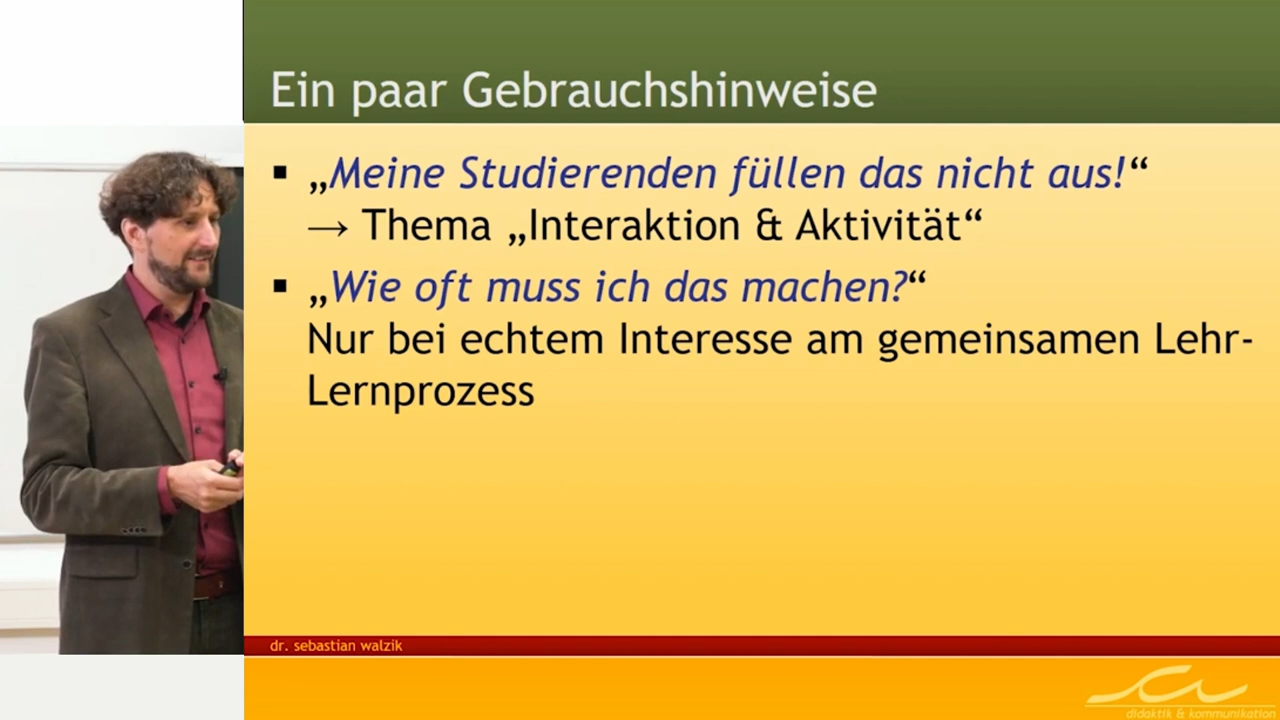 Ein paar Gebrauchshinweise
▪ „Meine Studierenden füllen das nicht aus!“
→ Thema „Interaktion & Aktivität“
▪ „Wie oft muss ich das machen?“
Nur bei echtem Interesse am gemeinsamen Lehr-
Lernprozess
dr. sebastian walzik
didaktik & kommunikation